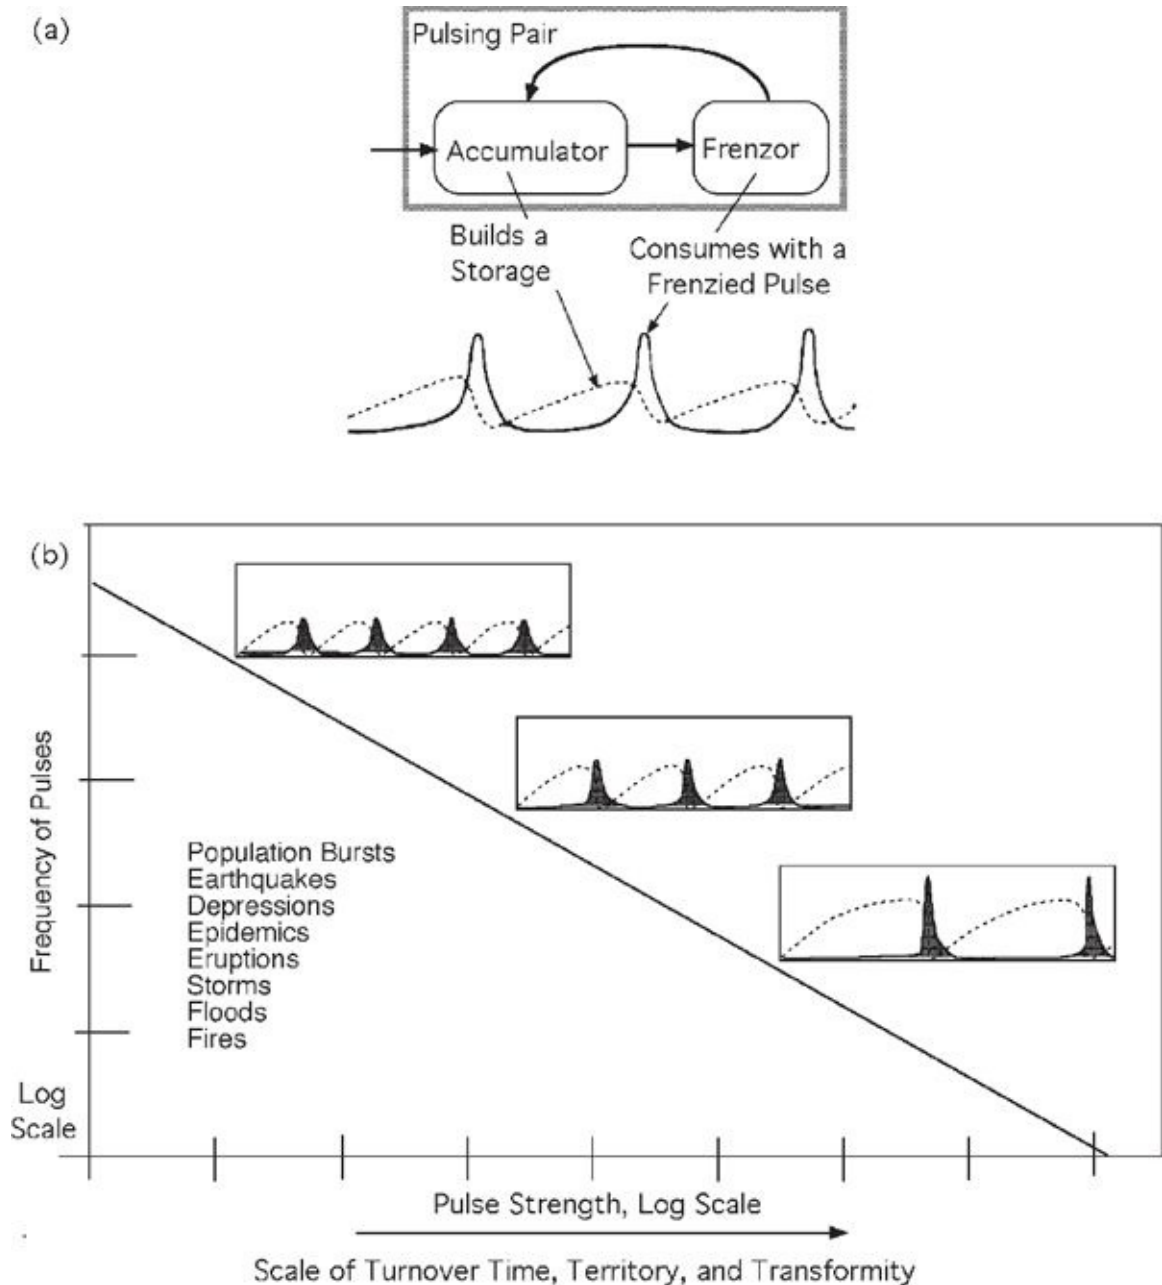 (a)
Pulsing Pair
Accumulator
Frenzor
Builds a
Storage
Consumes with a
Frenzied Pulse
(b)
Frequency of Pulses
Population Bursts
Earthquakes
Depressions
Epidemics
Eruptions
Storms
Floods
Fires
Log
Scale
Pulse Strength, Log Scale
Scale of Turnover Time, Territory, and Transformity